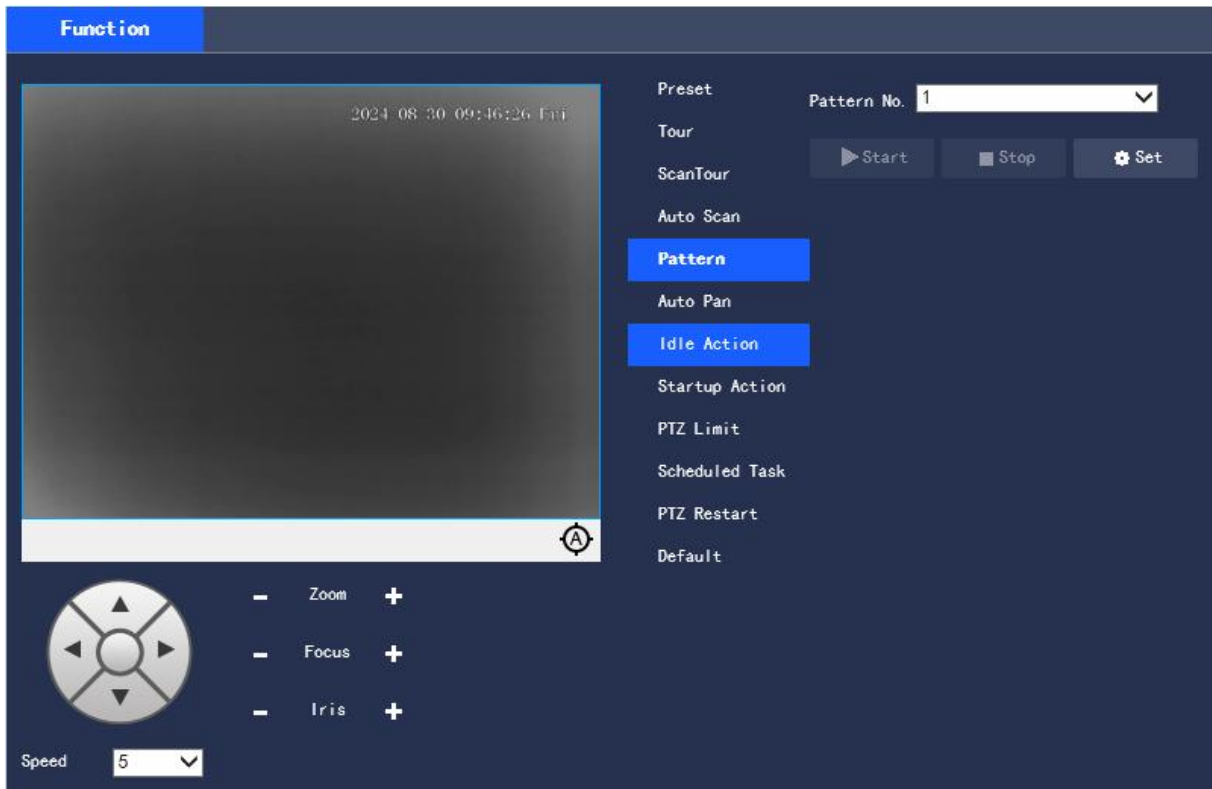 Function
2024-08-30 09:46:26 Fri
Preset
Tour
ScanTour
Auto Scan
Pattern
Auto Pan
Idle Action
Startup Action
PTZ Limit
Scheduled Task
PTZ Restart
Default
Pattern No. 1
Start Stop Set
A
- Zoom +
- Focus +
- Iris +
Speed 5